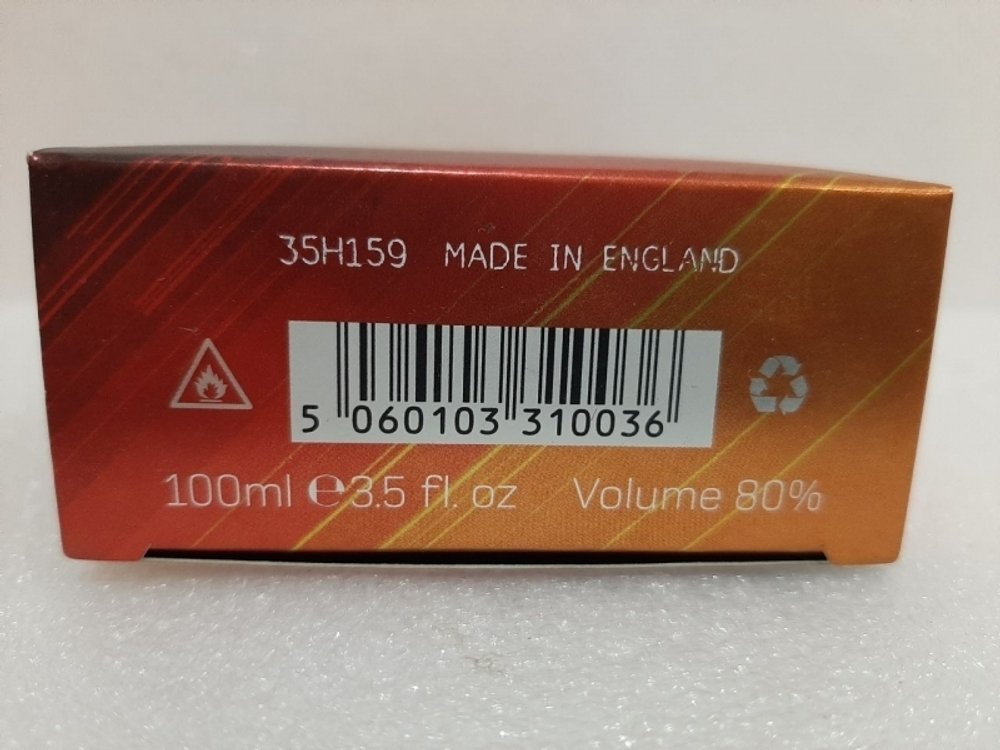 35H159 MADE IN ENGLAND
5 060103 310036
100ml ℮3.5 fl. oz Volume 80%